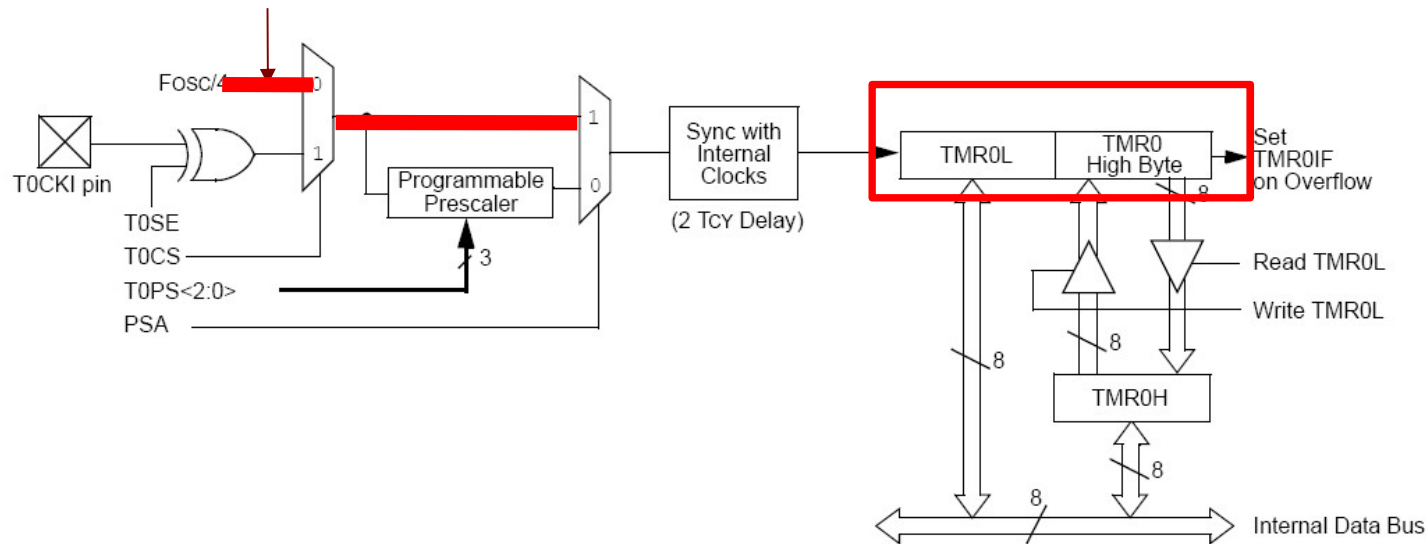 Fosc/4
0
1
T0CKI pin
T0SE
T0CS
T0PS<2:0>
PSA
Programmable
Prescaler
3
1
0
Sync with
Internal
Clocks
(2 TCY Delay)
TMR0L
TMR0
High Byte
8
Set
TMR0IF
on Overflow
Read TMR0L
Write TMR0L
8
8
TMR0H
8
8
Internal Data Bus